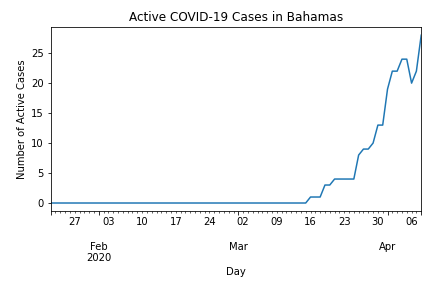 Active COVID-19 Cases in Bahamas
Number of Active Cases
25
20
15
10
5
0
27 03 10 17 24 02 09 16 23 30 06
Feb Mar Apr
2020
Day